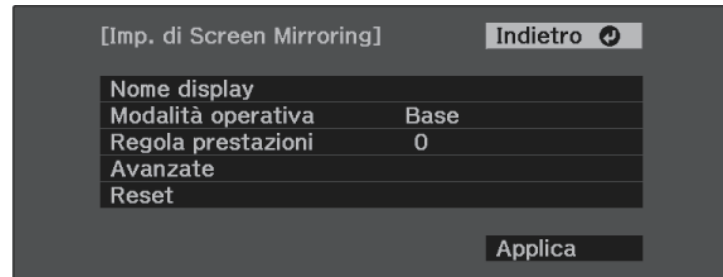 [Imp. di Screen Mirroring] Indietro
Nome display
Modalità operativa Base
Regola prestazioni 0
Avanzate
Reset
Applica